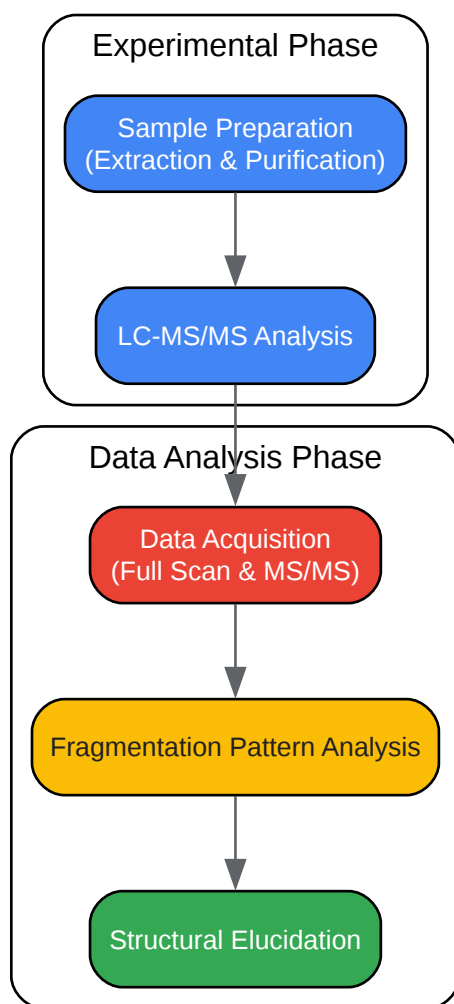 Experimental Phase
Sample Preparation
(Extraction & Purification)
LC-MS/MS Analysis
Data Analysis Phase
Data Acquisition
(Full Scan & MS/MS)
Fragmentation Pattern Analysis
Structural Elucidation